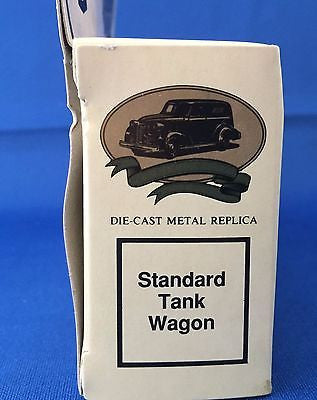 DIE-CAST METAL REPLICA
Standard
Tank
Wagon